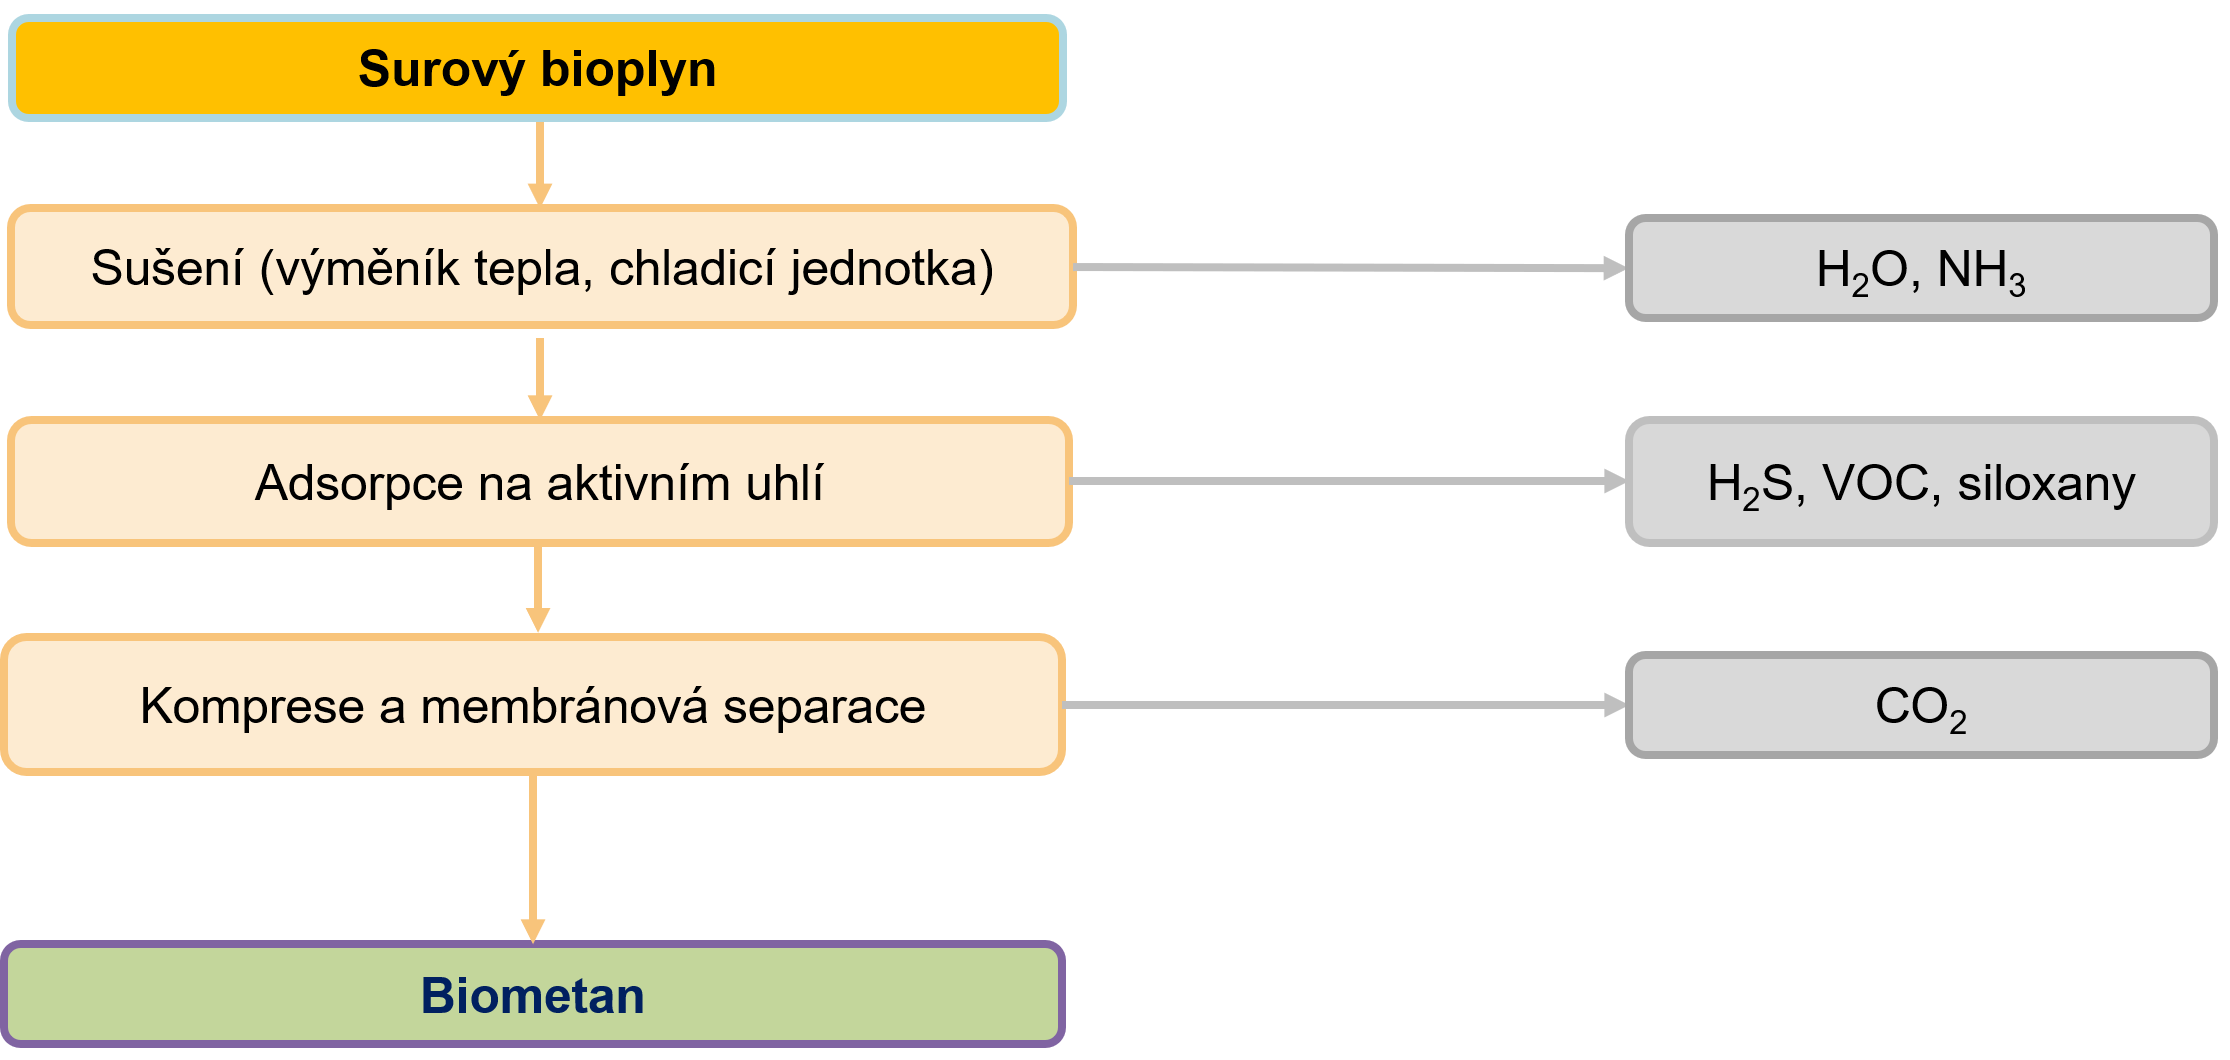 Surový bioplyn
Sušení (výměník tepla, chladicí jednotka)
H₂O, NH₃
Adsorpce na aktivním uhlí
H₂S, VOC, siloxany
Komprese a membránová separace
CO₂
Biometan